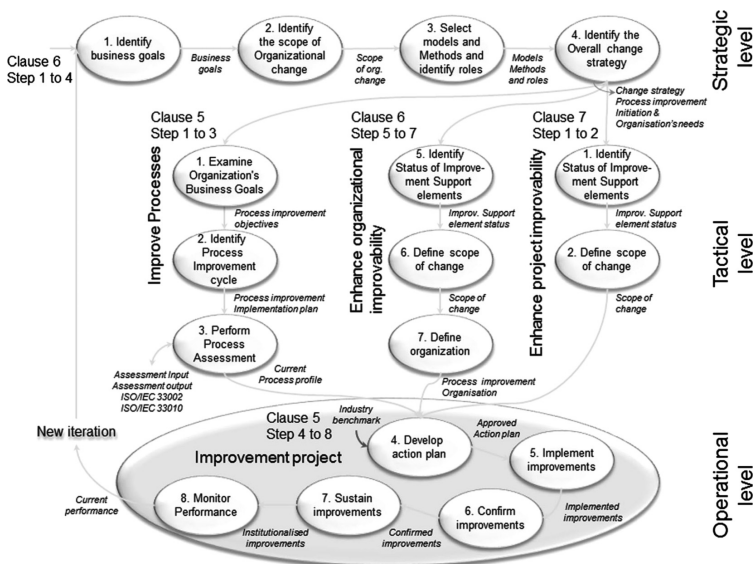 Clause 6
Step 1 to 4
1. Identify
business goals
Business
goals
2. Identify
the scope of
Organizational
change
Scope
of org.
change
3. Select
models and
Methods and
identify roles
Models
Methods
and roles
4. Identify the
Overall change
strategy
Strategic
level
Change strategy
Process improvement
Initiation &
Organisation's needs
Clause 5
Step 1 to 3
Clause 6
Step 5 to 7
Clause 7
Step 1 to 2
Improve Processes
1. Examine
Organization's
Business Goals
Process improvement
objectives
2. Identify
Process
Improvement
cycle
Process improvement
Implementation plan
3. Perform
Process
Assessment
Assessment Input
Assessment output
ISO/IEC 33002
ISO/IEC 33010
Current
Process profile
Enhance organizational
improvability
5. Identify
Status of Improve-
ment Support
elements
Improv. Support
element status
6. Define scope
of change
Scope of
change
7. Define
organization
Process improvement
Organisation
Enhance project improvability
1. Identify
Status of Improve-
ment Support
elements
Improv. Support
element status
2. Define scope
of change
Scope of
change
Tactical
level
New iteration
Clause 5
Step 4 to 8
Improvement project
Industry
benchmark
4. Develop
action plan
Approved
Action plan
5. Implement
improvements
Implemented
improvements
6. Confirm
improvements
Confirmed
improvements
7. Sustain
improvements
Institutionalised
improvements
8. Monitor
Performance
Current
performance
Operational
level